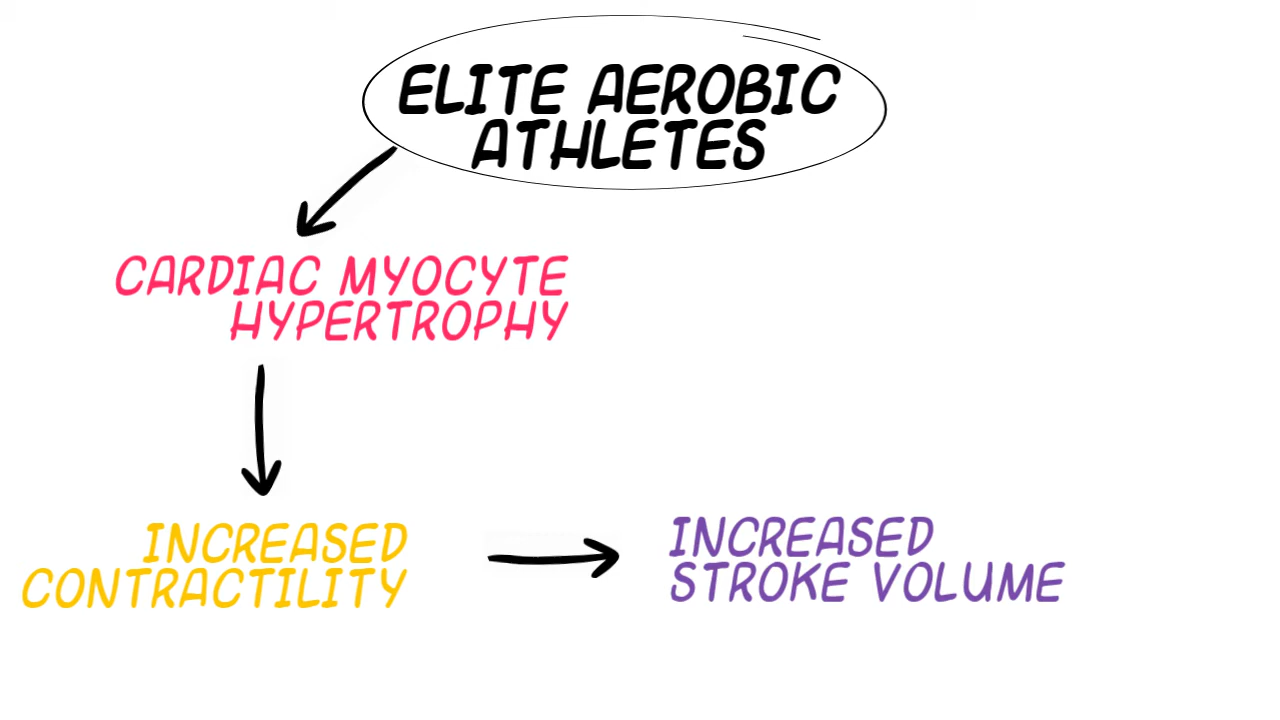 ELITE AEROBIC
ATHLETES
CARDIAC MYOCYTE
HYPERTROPHY
INCREASED
CONTRACTILITY
INCREASED
STROKE VOLUME